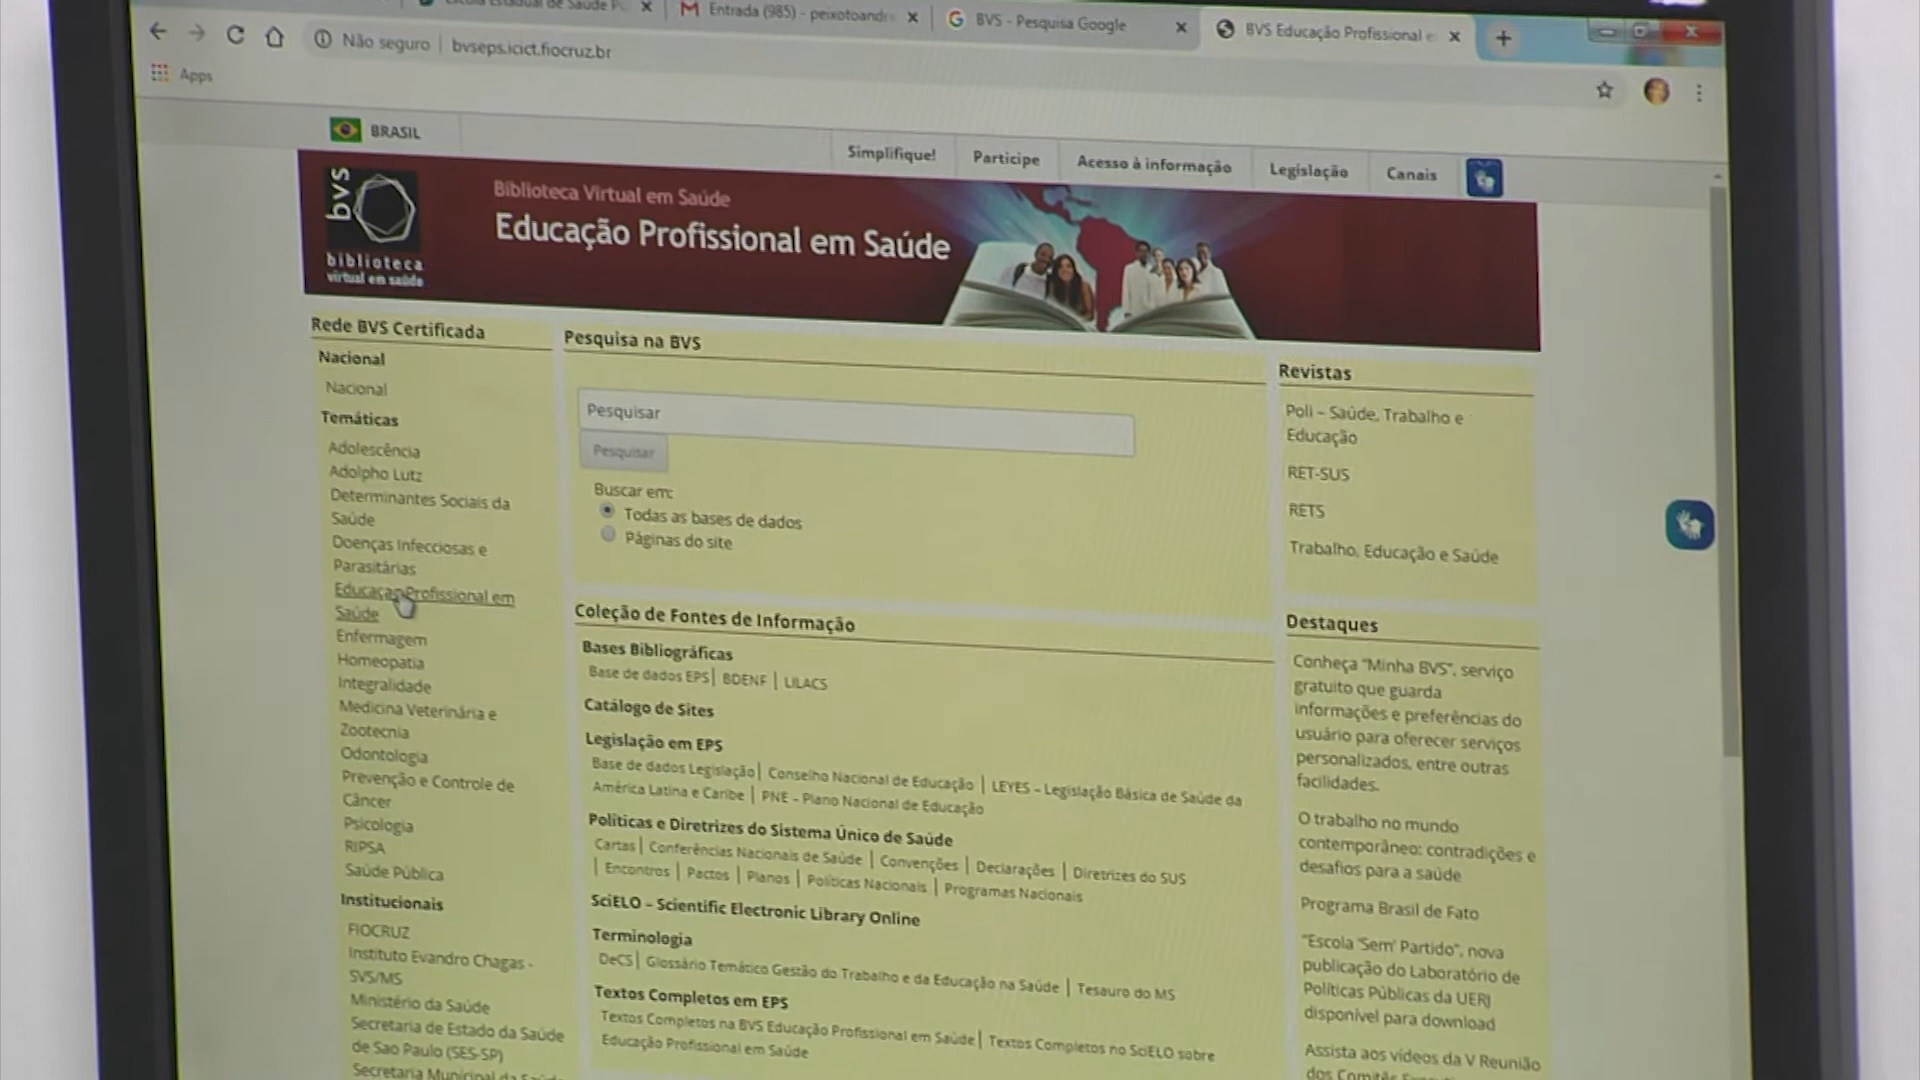 Escola Estadual de Saúde P
Entrada (985) - peixotoandr
BVS - Pesquisa Google
BVS Educação Profissional e
Não seguro
bvseps.icict.fiocruz.br
Apps
BRASIL
Simplifique!
Participe
Acesso à informação
Legislação
Canais
bvs
biblioteca
virtual em saúde
Biblioteca Virtual em Saúde
Educação Profissional em Saúde
Rede BVS Certificada
Nacional
Nacional
Temáticas
Adolescência
Adolpho Lutz
Determinantes Sociais da
Saúde
Doenças Infecciosas e
Parasitárias
Educação Profissional em
Saúde
Enfermagem
Homeopatia
Integralidade
Medicina Veterinária e
Zootecnia
Odontologia
Prevenção e Controle de
Câncer
Psicologia
RIPSA
Saúde Pública
Institucionais
FIOCRUZ
Instituto Evandro Chagas -
SVS/MS
Ministério da Saúde
Secretaria de Estado da Saúde
de Sao Paulo (SES-SP)
Secretaria Municipal da
Pesquisa na BVS
Pesquisar
Pesquisar
Buscar em:
Todas as bases de dados
Páginas do site
Coleção de Fontes de Informação
Bases Bibliográficas
Base de dados EPS | BDENF | LILACS
Catálogo de Sites
Legislação em EPS
Base de dados Legislação | Conselho Nacional de Educação | LEYES – Legislação Básica de Saúde da
América Latina e Caribe | PNE – Plano Nacional de Educação
Políticas e Diretrizes do Sistema Único de Saúde
Cartas | Conferências Nacionais de Saúde | Convenções | Declarações | Diretrizes do SUS
| Encontros | Pactos | Planos | Políticas Nacionais | Programas Nacionais
SciELO – Scientific Electronic Library Online
Terminologia
DeCS | Glossário Temático Gestão do Trabalho e da Educação na Saúde | Tesauro do MS
Textos Completos em EPS
Textos Completos na BVS Educação Profissional em Saúde | Textos Completos no SciELO sobre
Educação Profissional em Saúde
Revistas
Poli – Saúde, Trabalho e
Educação
RET-SUS
RETS
Trabalho, Educação e Saúde
Destaques
Conheça "Minha BVS", serviço
gratuito que guarda
informações e preferências do
usuário para oferecer serviços
personalizados, entre outras
facilidades.
O trabalho no mundo
contemporâneo: contradições e
desafios para a saúde
Programa Brasil de Fato
"Escola 'Sem' Partido", nova
publicação do Laboratório de
Políticas Públicas da UERJ
disponível para download
Assista aos vídeos da V Reunião
dos Comitês